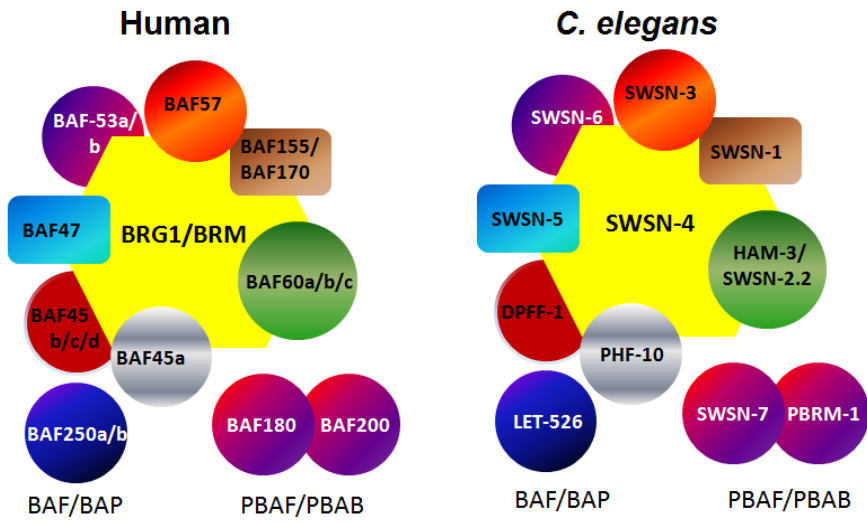 Human
BAF-53a/
b
BAF57
BAF155/
BAF170
BAF47
BRG1/BRM
BAF60a/b/c
BAF45
b/c/d
BAF45a
BAF250a/b
BAF180
BAF200
BAF/BAP
PBAF/PBAB
C. elegans
SWSN-6
SWSN-3
SWSN-1
SWSN-5
SWSN-4
HAM-3/
SWSN-2.2
DPFF-1
PHF-10
LET-526
SWSN-7
PBRM-1
BAF/BAP
PBAF/PBAB